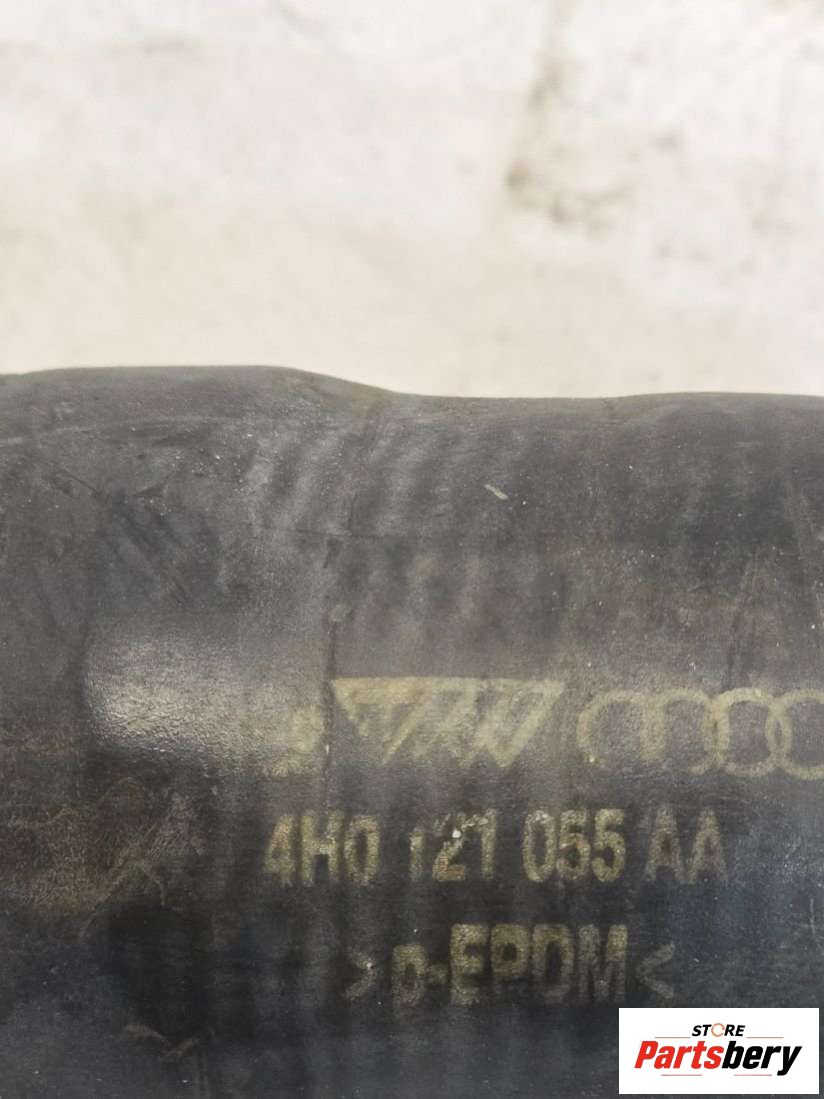 4H0 121 055 AA
>p-EPDM<
STORE
Partsbery